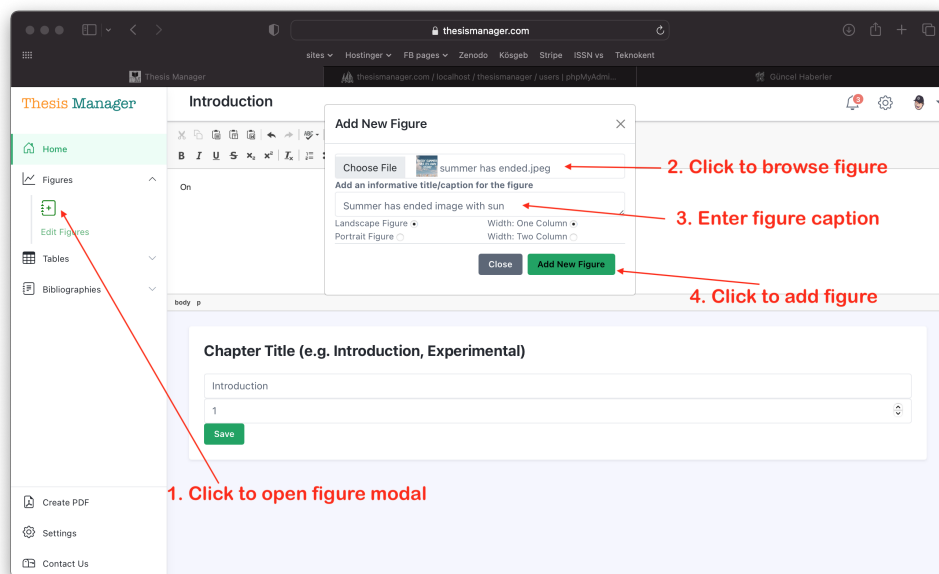 thesismanager.com
sites Hostinger FB pages Zenodo Kösgeb Stripe ISSN vs Teknokent
Thesis Manager
thesismanager.com / localhost / thesismanager / users | phpMyAdmi...
Güncel Haberler
Thesis Manager
Introduction
3
Add New Figure
Home
B I U S x₂ x² Tx
Choose File summer has ended.jpeg
2. Click to browse figure
Figures
On
Add an informative title/caption for the figure
Summer has ended image with sun
3. Enter figure caption
Edit Figures
Landscape Figure Width: One Column
Portrait Figure Width: Two Column
Tables
Close Add New Figure
Bibliographies
4. Click to add figure
body p
Chapter Title (e.g. Introduction, Experimental)
Introduction
1
Save
1. Click to open figure modal
Create PDF
Settings
Contact Us